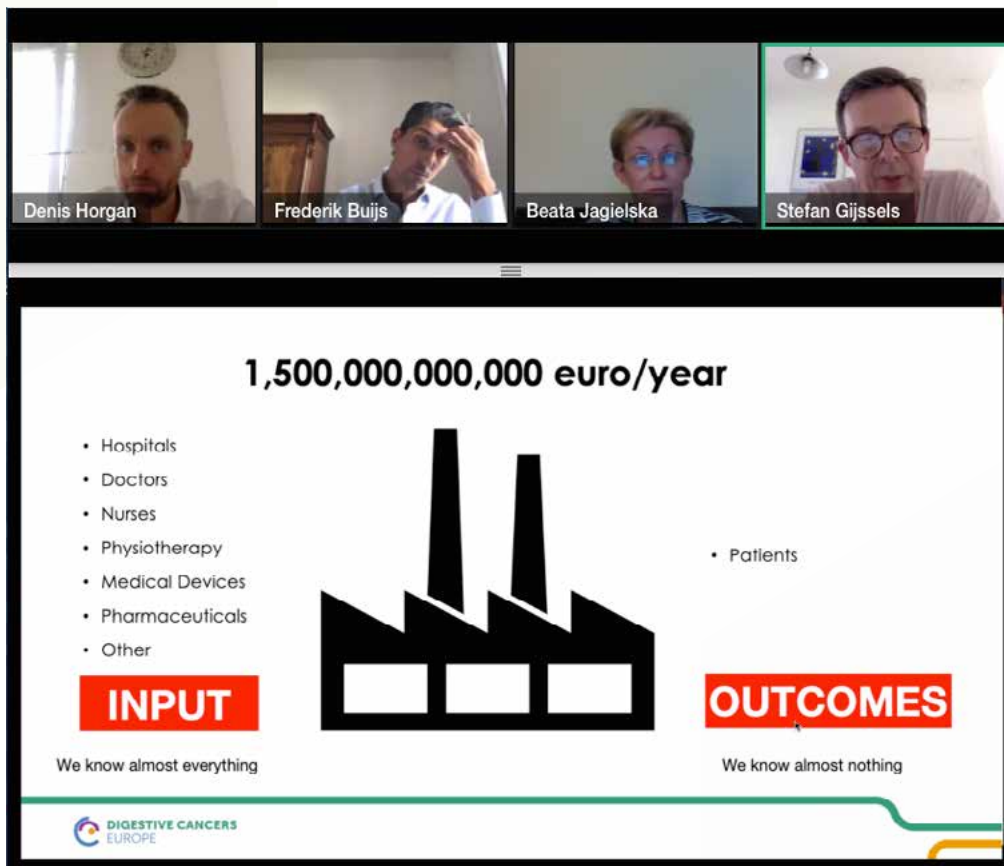 Denis Horgan
Frederik Buijs
Beata Jagielska
Stefan Gijssels
1,500,000,000,000 euro/year
• Hospitals
• Doctors
• Nurses
• Physiotherapy
• Medical Devices
• Pharmaceuticals
• Other
• Patients
INPUT
OUTCOMES
We know almost everything
We know almost nothing
DIGESTIVE CANCERS
EUROPE